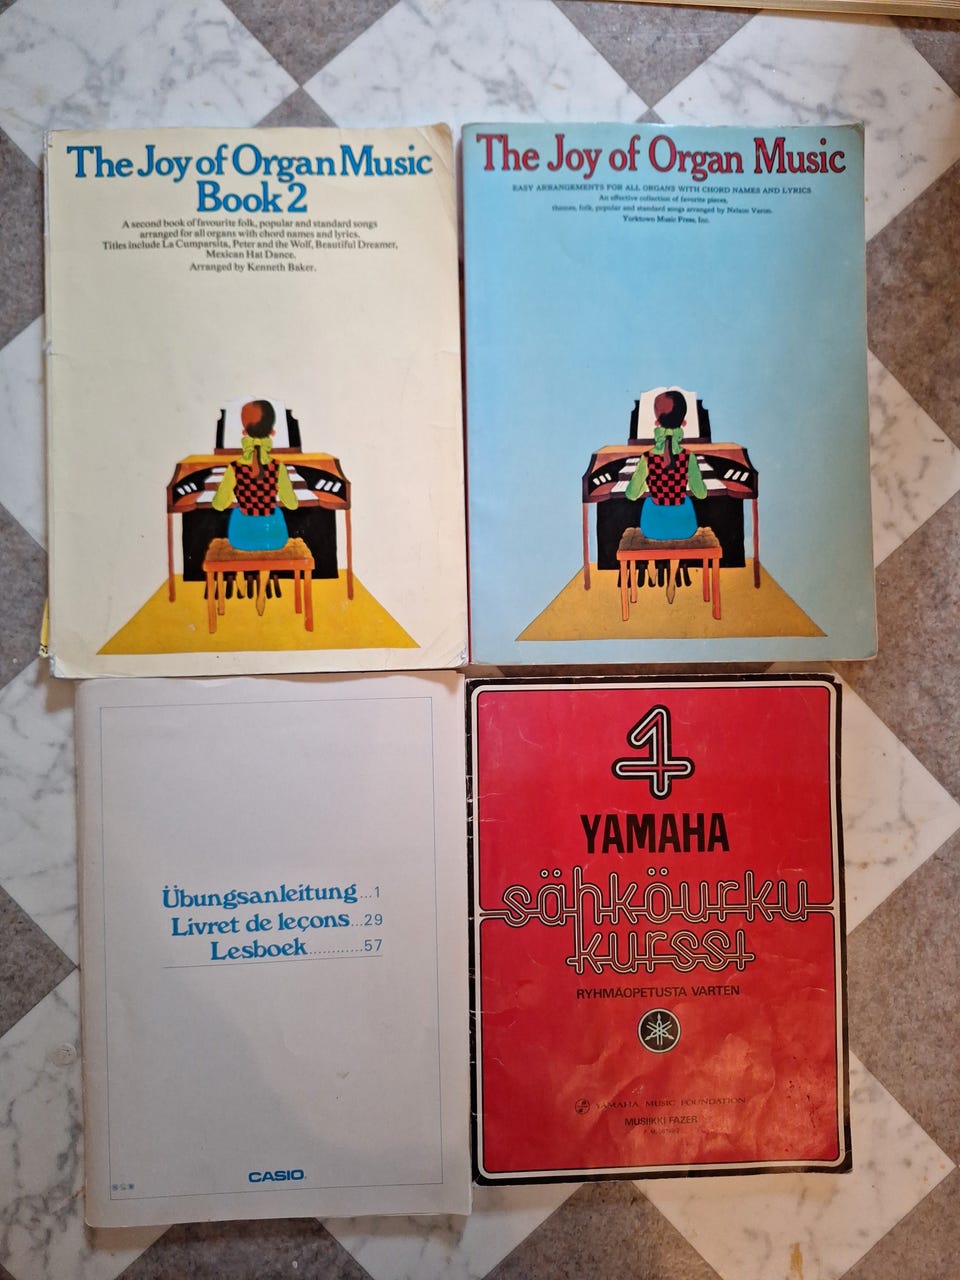 The Joy of Organ Music
Book 2
A second book of favourite folk, popular and standard songs
arranged for all organs with chord names and lyrics.
Titles include La Cumparsita, Peter and the Wolf, Beautiful Dreamer,
Mexican Hat Dance.
Arranged by Kenneth Baker.
The Joy of Organ Music
EASY ARRANGEMENTS FOR ALL ORGANS WITH CHORD NAMES AND LYRICS
An effective collection of favorite pieces,
themes, folk, popular and standard songs arranged by Nelson Varon.
Yorktown Music Press, Inc.
Übungsanleitung...1
Livret de leçons...29
Lesboek............57
CASIO
1
YAMAHA
sähköurku
kurssi
RYHMÄOPETUSTA VARTEN
YAMAHA MUSIC FOUNDATION
MUSIIKKI FAZER